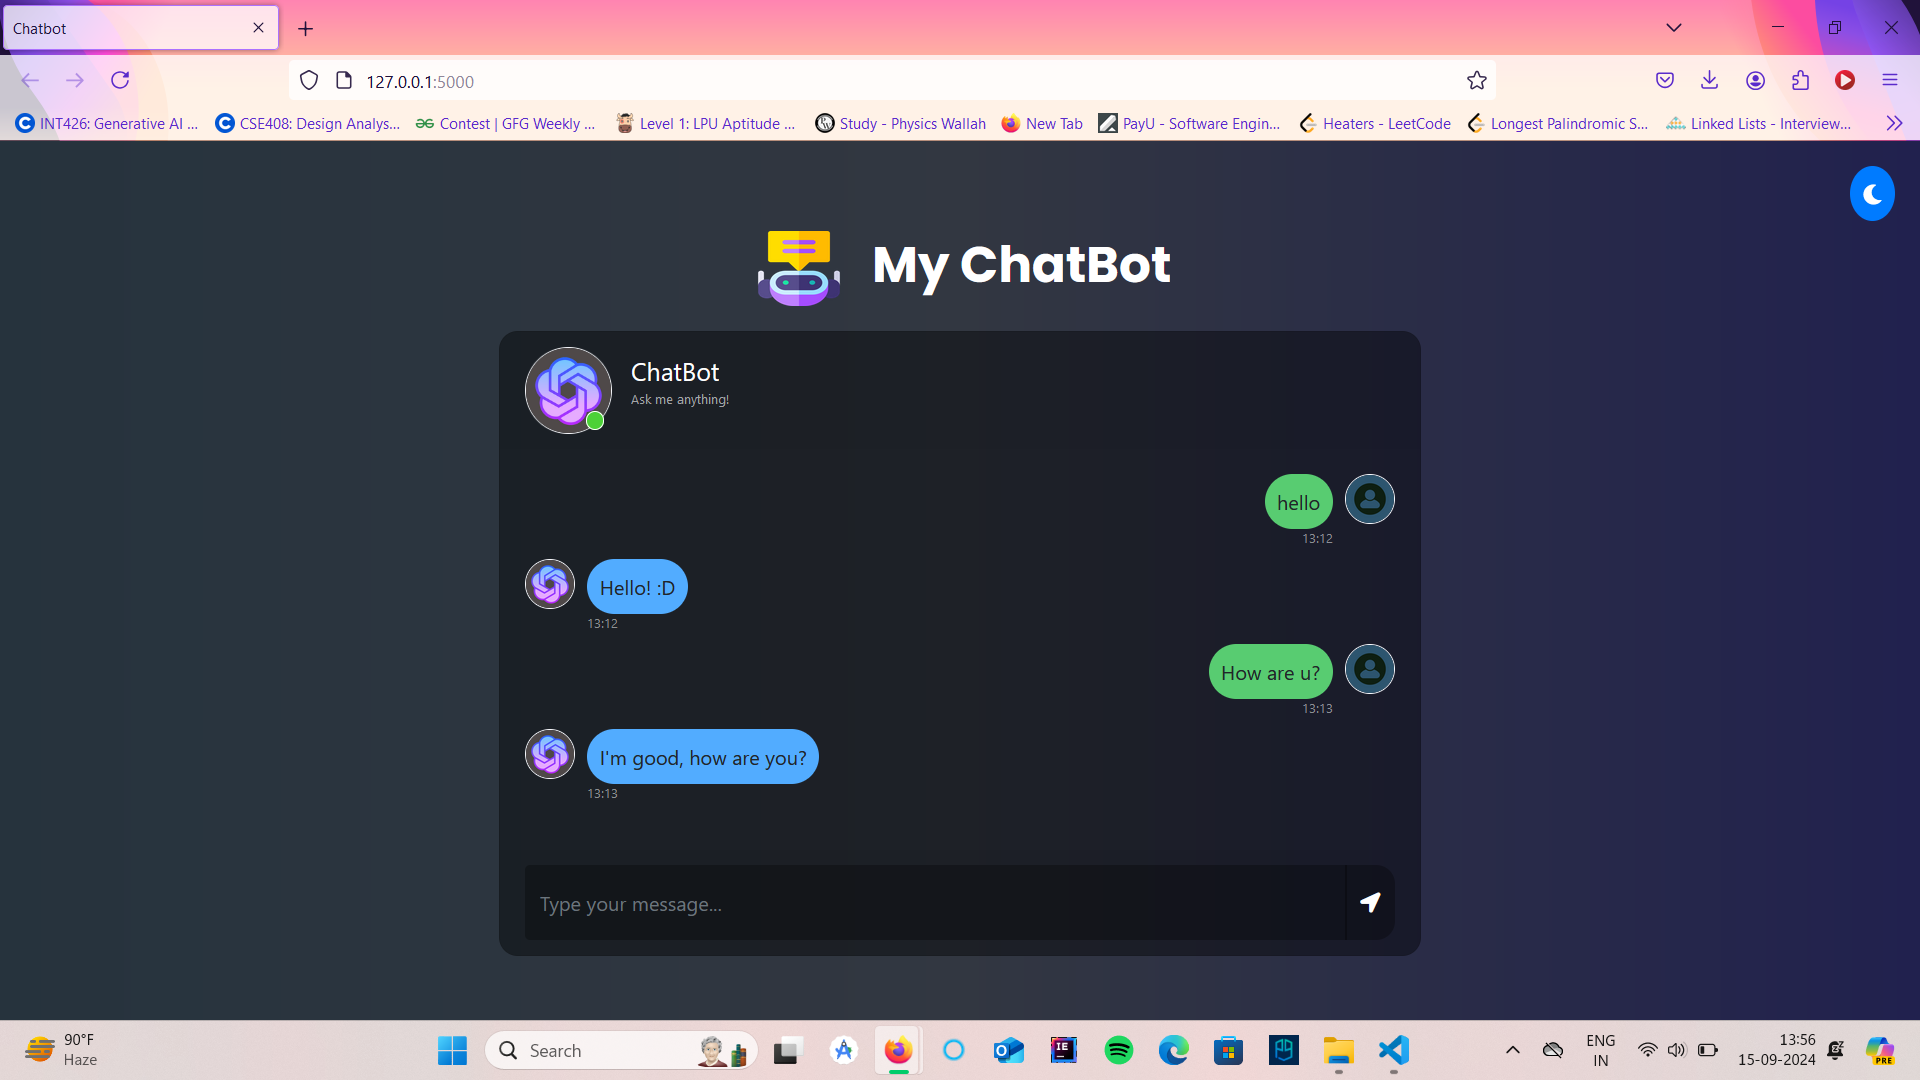 Chatbot
127.0.0.1:5000
INT426: Generative AI ...
CSE408: Design Analys...
Contest | GFG Weekly ...
Level 1: LPU Aptitude ...
Study - Physics Wallah
New Tab
PayU - Software Engin...
Heaters - LeetCode
Longest Palindromic S...
Linked Lists - Interview...
My ChatBot
ChatBot
Ask me anything!
hello
13:12
Hello! :D
13:12
How are u?
13:13
I'm good, how are you?
13:13
Type your message...
90°F
Haze
Search
ENG
IN
13:56
15-09-2024
PRE